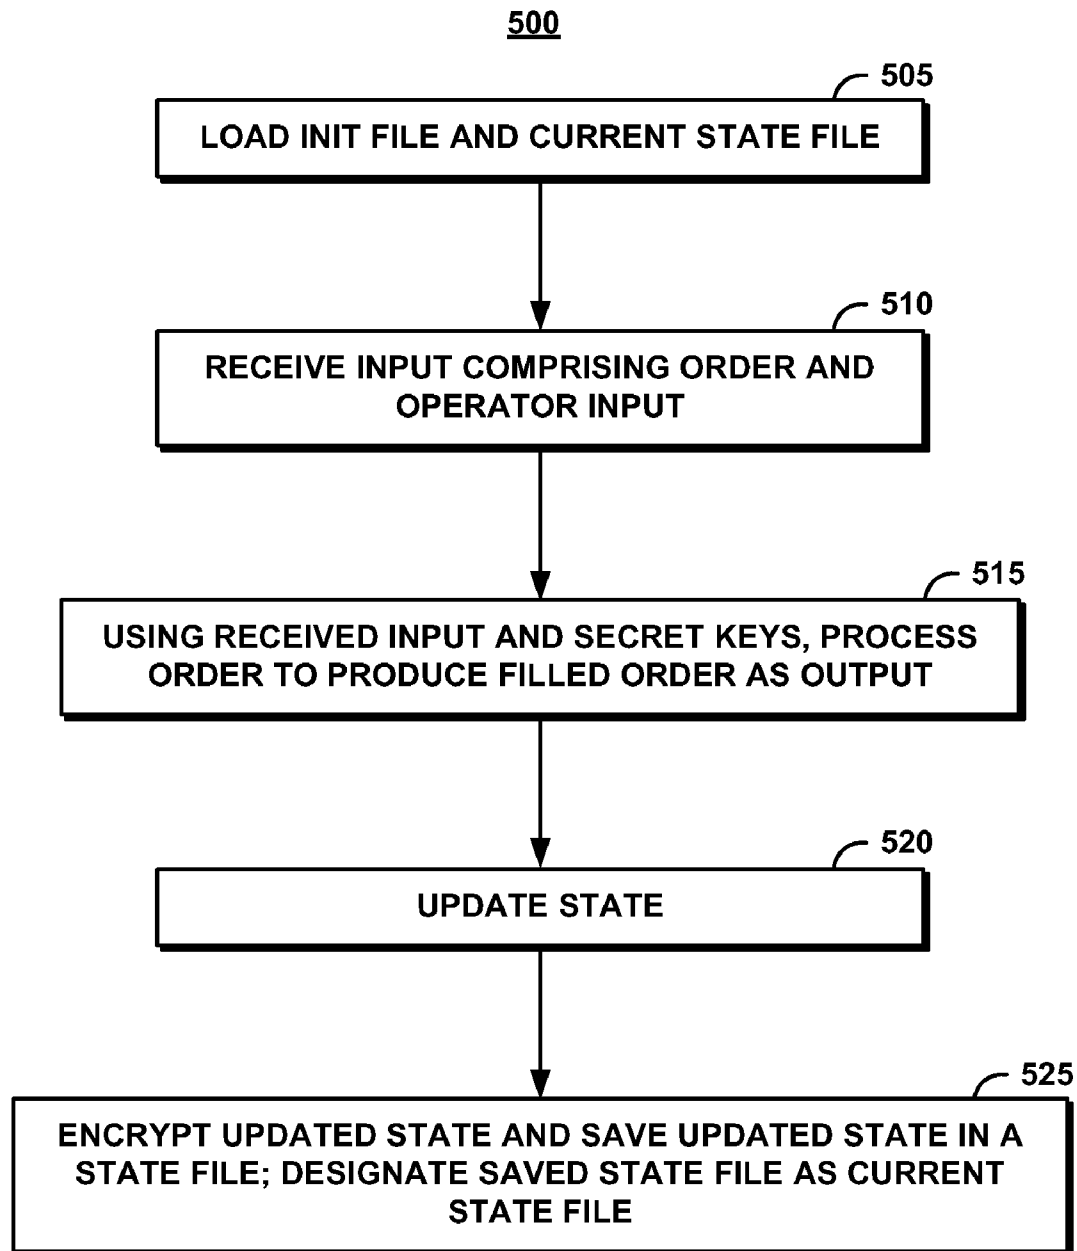 500
505
LOAD INIT FILE AND CURRENT STATE FILE
510
RECEIVE INPUT COMPRISING ORDER AND
OPERATOR INPUT
515
USING RECEIVED INPUT AND SECRET KEYS, PROCESS
ORDER TO PRODUCE FILLED ORDER AS OUTPUT
520
UPDATE STATE
525
ENCRYPT UPDATED STATE AND SAVE UPDATED STATE IN A
STATE FILE; DESIGNATE SAVED STATE FILE AS CURRENT
STATE FILE